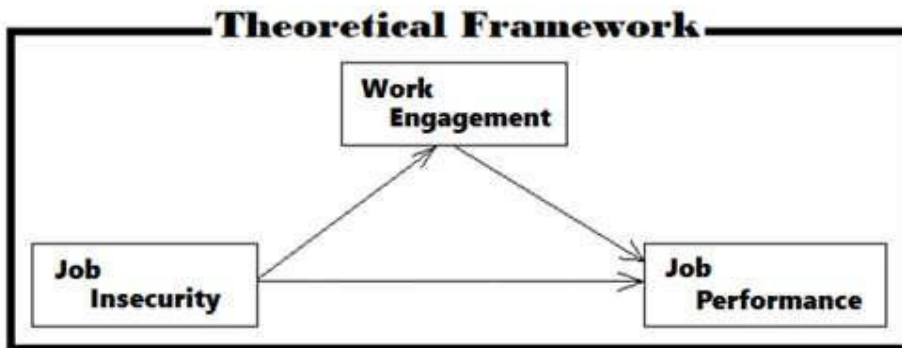 Theoretical Framework
Work
Engagement
Job
Insecurity
Job
Performance